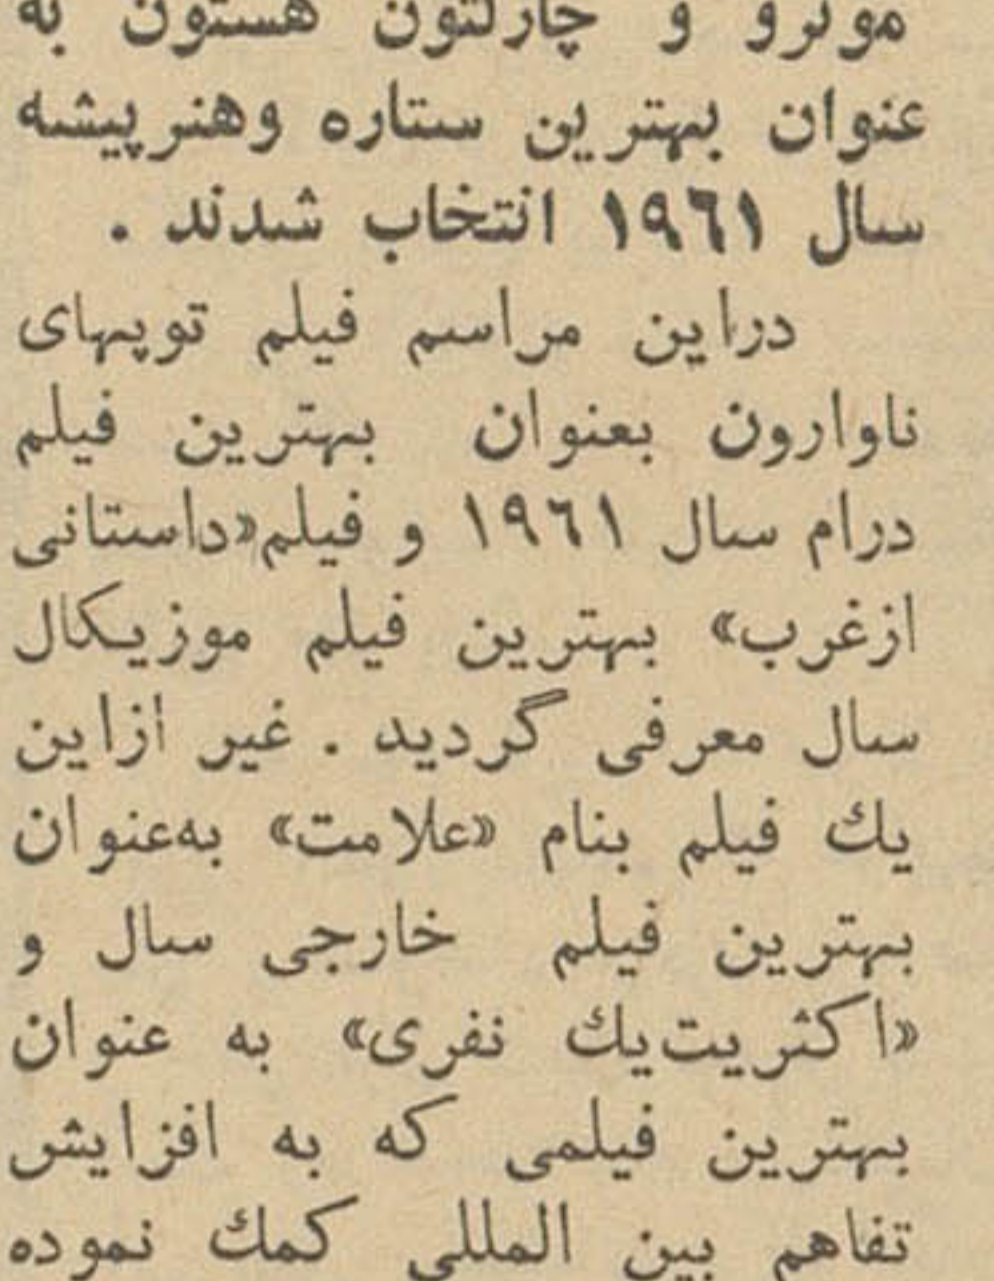 مونرو و چارلتون هستون به
عنوان بهترین ستاره وهنرپیشه
سال ۱۹٦۱ انتخاب شدند .
دراین مراسم فیلم توپهای
ناوارون بعنوان بهترین فیلم
درام سال ۱۹٦۱ و فیلم«داستانی
ازغرب» بهترین فیلم موزیکال
سال معرفی گردید . غیر ازاین
یك فیلم بنام «علامت» به‌عنوان
بهترین فیلم خارجی سال و
«اکثریت‌یك نفری» به عنوان
بهترین فیلمی که به افزایش
تفاهم بین المللی کمك نموده